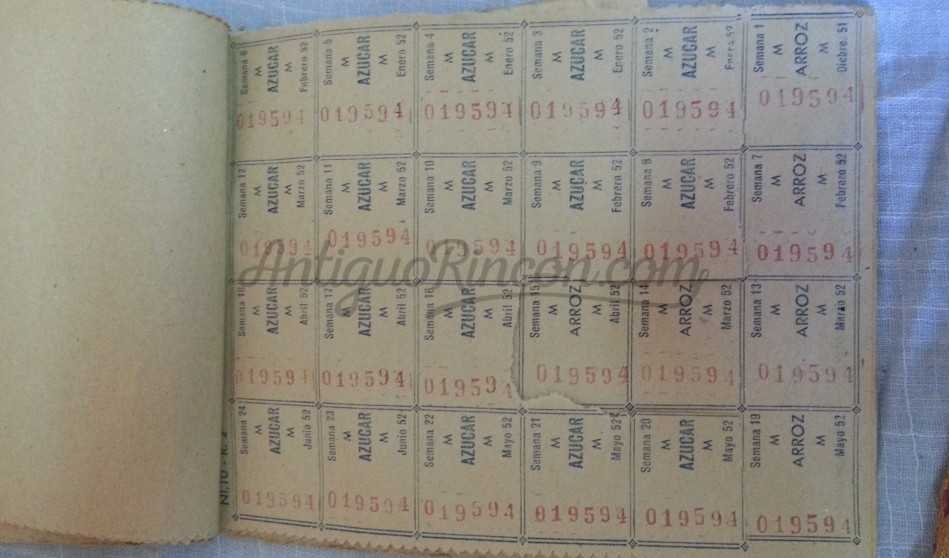 Semana 6
M
AZUCAR
M
Febrero 52
019594
Semana 5
M
AZUCAR
M
Enero 52
019594
Semana 4
M
AZUCAR
M
Enero 52
019594
Semana 3
M
AZUCAR
M
Enero 52
019594
Semana 2
M
AZUCAR
M
Enero 52
019594
Semana 1
M
ARROZ
M
Dicbre. 51
019594
Semana 12
M
AZUCAR
M
Marzo 52
019594
Semana 11
M
AZUCAR
M
Marzo 52
019594
Semana 10
M
AZUCAR
M
Marzo 52
019594
Semana 9
M
AZUCAR
M
Febrero 52
019594
Semana 8
M
AZUCAR
M
Febrero 52
019594
Semana 7
M
ARROZ
M
Febrero 52
019594
AntiguoRincon.com
Semana 18
M
AZUCAR
M
Abril 52
019594
Semana 17
M
AZUCAR
M
Abril 52
019594
Semana 16
M
AZUCAR
M
Abril 52
019594
Semana 15
M
ARROZ
M
Abril 52
019594
Semana 14
M
ARROZ
M
Marzo 52
019594
Semana 13
M
ARROZ
M
Marzo 52
019594
Semana 24
M
AZUCAR
M
Junio 52
019594
Semana 23
M
AZUCAR
M
Junio 52
019594
Semana 22
M
AZUCAR
M
Mayo 52
019594
Semana 21
M
AZUCAR
M
Mayo 52
019594
Semana 20
M
AZUCAR
M
Mayo 52
019594
Semana 19
M
ARROZ
M
Mayo 52
019594